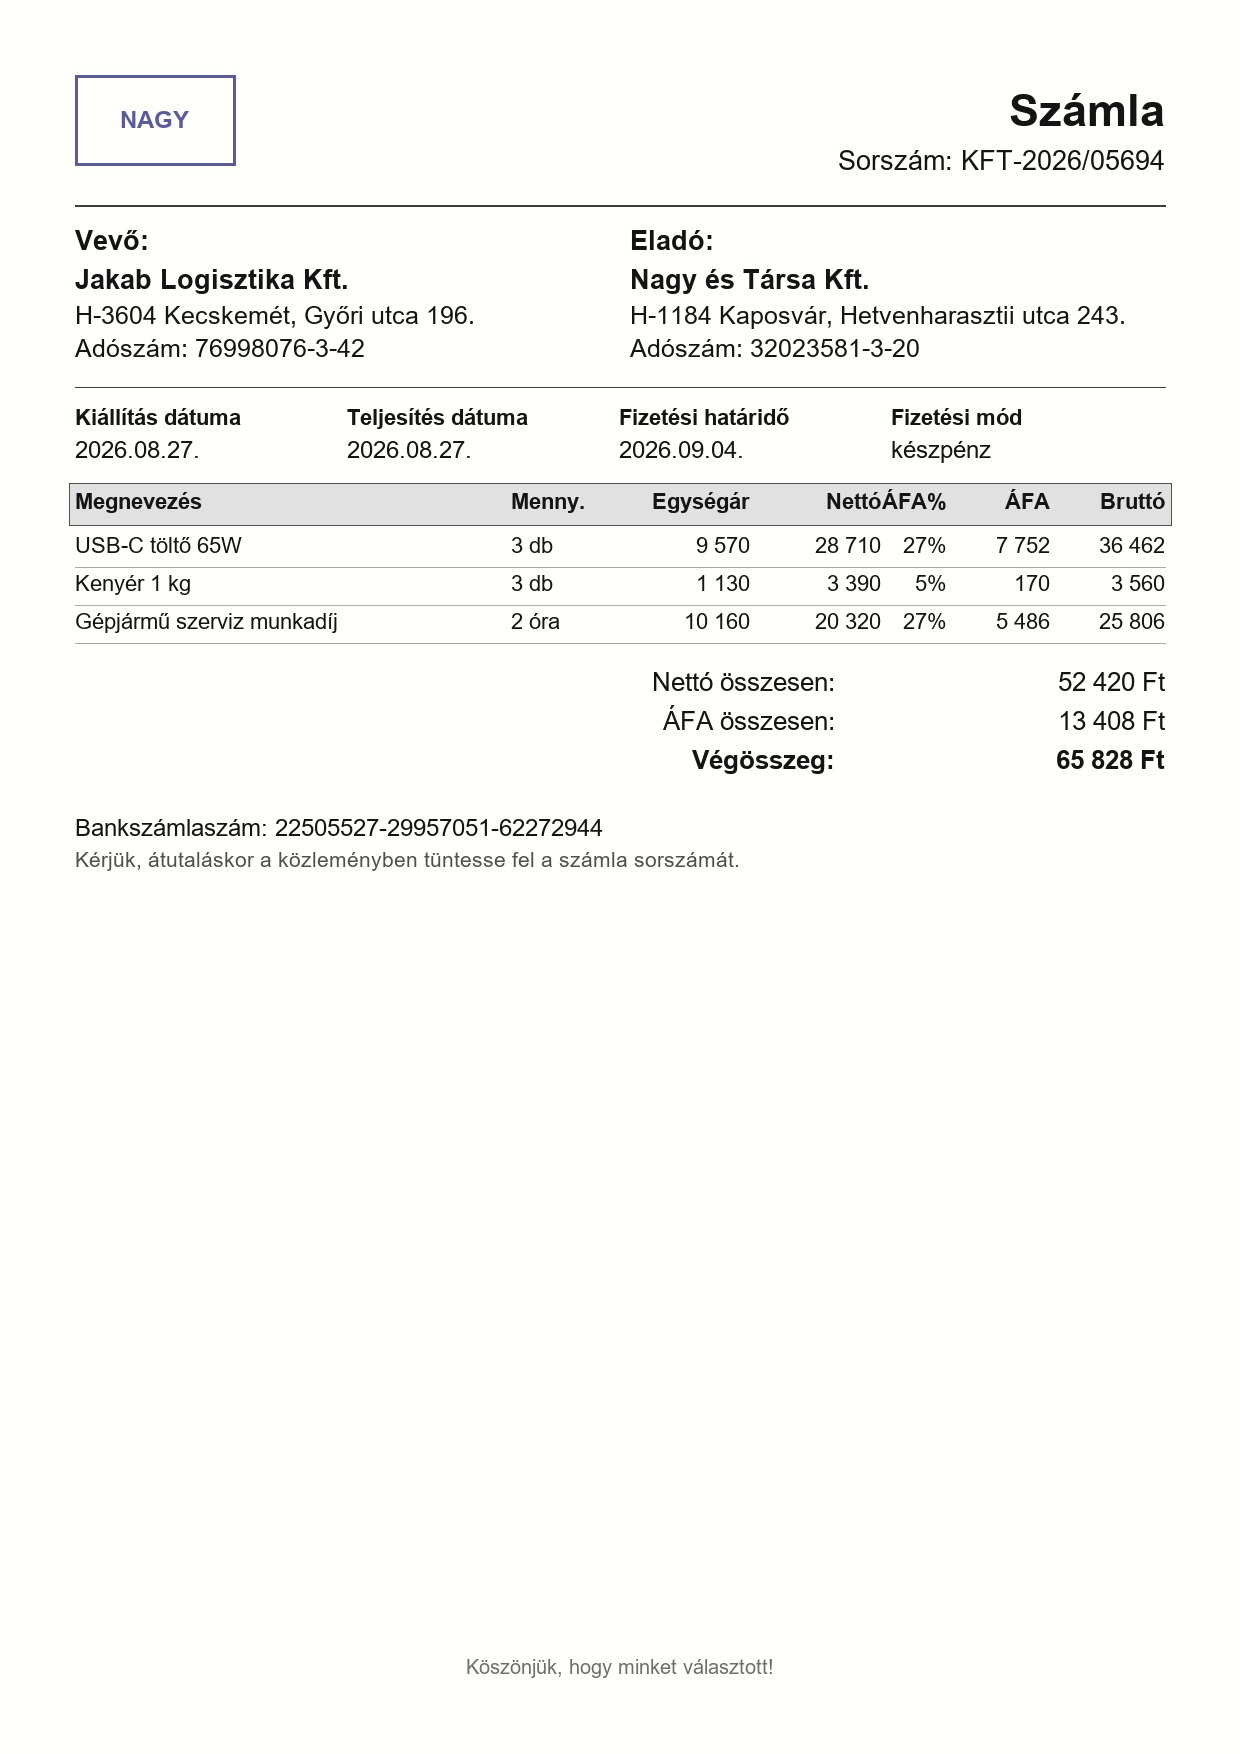 NAGY
Számla
Sorszám: KFT-2026/05694
Vevő:
Jakab Logisztika Kft.
H-3604 Kecskemét, Győri utca 196.
Adószám: 76998076-3-42
Eladó:
Nagy és Társa Kft.
H-1184 Kaposvár, Hetvenharasztii utca 243.
Adószám: 32023581-3-20
Kiállítás dátuma Teljesítés dátuma Fizetési határidő Fizetési mód
2026.08.27. 2026.08.27. 2026.09.04. készpénz
Megnevezés Menny. Egységár Nettó ÁFA% ÁFA Bruttó
USB-C töltő 65W 3 db 9 570 28 710 27% 7 752 36 462
Kenyér 1 kg 3 db 1 130 3 390 5% 170 3 560
Gépjármű szerviz munkadíj 2 óra 10 160 20 320 27% 5 486 25 806
Nettó összesen: 52 420 Ft
ÁFA összesen: 13 408 Ft
Végösszeg: 65 828 Ft
Bankszámlaszám: 22505527-29957051-62272944
Kérjük, átutaláskor a közleményben tüntesse fel a számla sorszámát.
Köszönjük, hogy minket választott!